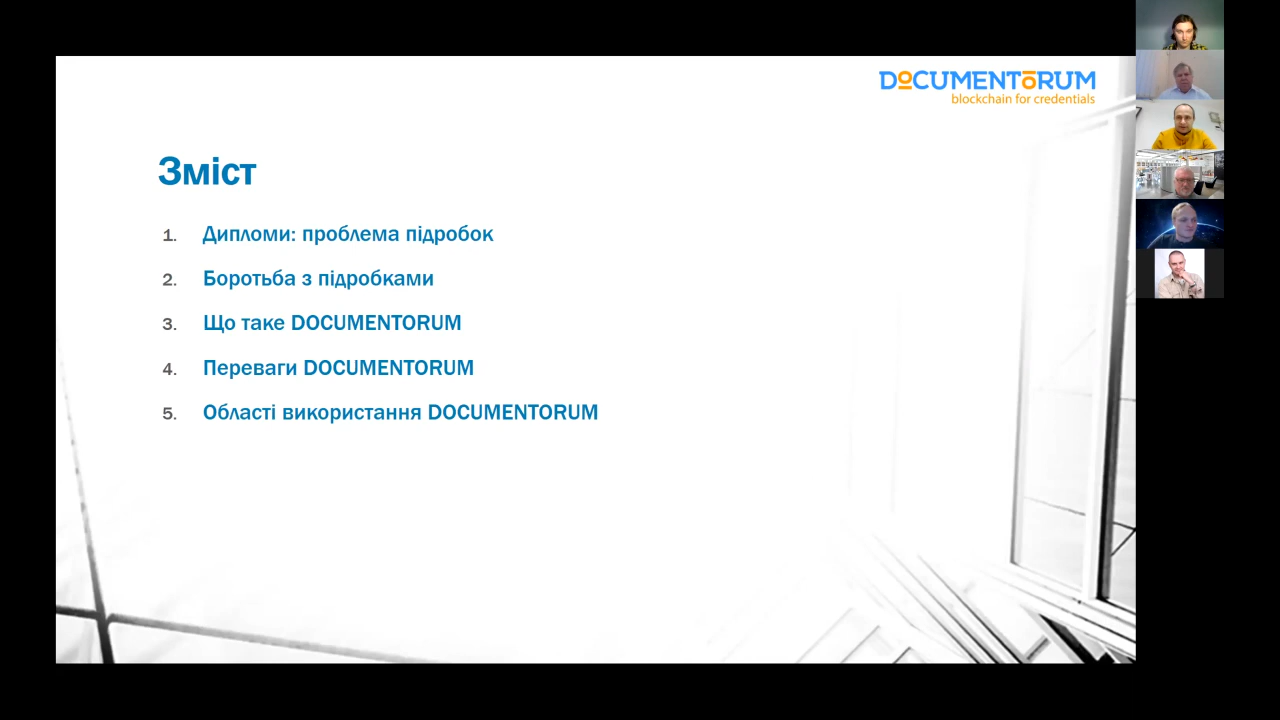 DOCUMENTORUM
blockchain for credentials
Зміст
1. Дипломи: проблема підробок
2. Боротьба з підробками
3. Що таке DOCUMENTORUM
4. Переваги DOCUMENTORUM
5. Області використання DOCUMENTORUM